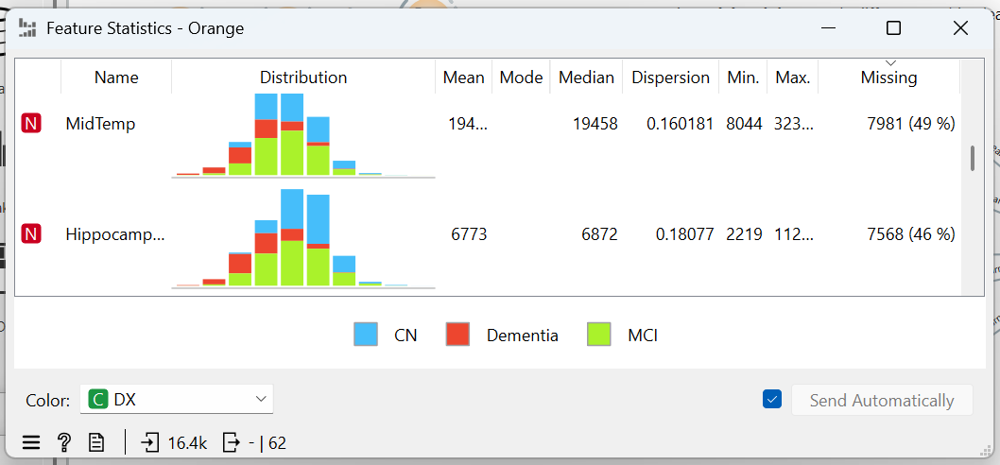 Feature Statistics - Orange
Name Distribution Mean Mode Median Dispersion Min. Max. Missing
N MidTemp 194... 19458 0.160181 8044 323... 7981 (49 %)
N Hippocamp... 6773 6872 0.18077 2219 112... 7568 (46 %)
CN Dementia MCI
Color: C DX Send Automatically
16.4k - | 62